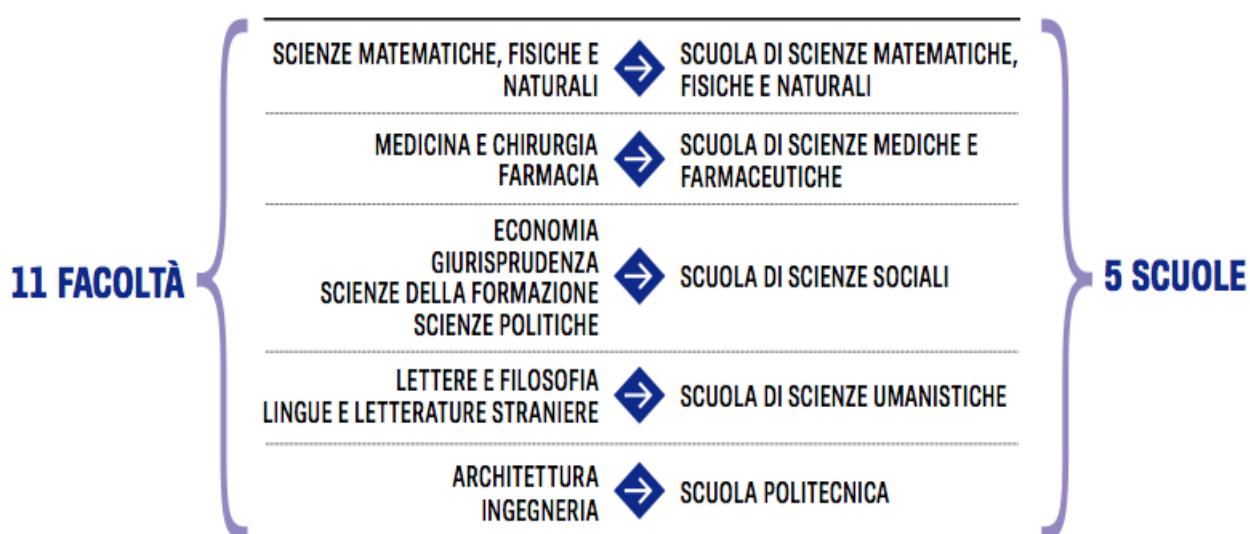 SCIENZE MATEMATICHE, FISICHE E
NATURALI
SCUOLA DI SCIENZE MATEMATICHE,
FISICHE E NATURALI
MEDICINA E CHIRURGIA
FARMACIA
SCUOLA DI SCIENZE MEDICHE E
FARMACEUTICHE
11 FACOLTÀ
ECONOMIA
GIURISPRUDENZA
SCIENZE DELLA FORMAZIONE
SCIENZE POLITICHE
SCUOLA DI SCIENZE SOCIALI
5 SCUOLE
LETTERE E FILOSOFIA
LINGUE E LETTERATURE STRANIERE
SCUOLA DI SCIENZE UMANISTICHE
ARCHITETTURA
INGEGNERIA
SCUOLA POLITECNICA